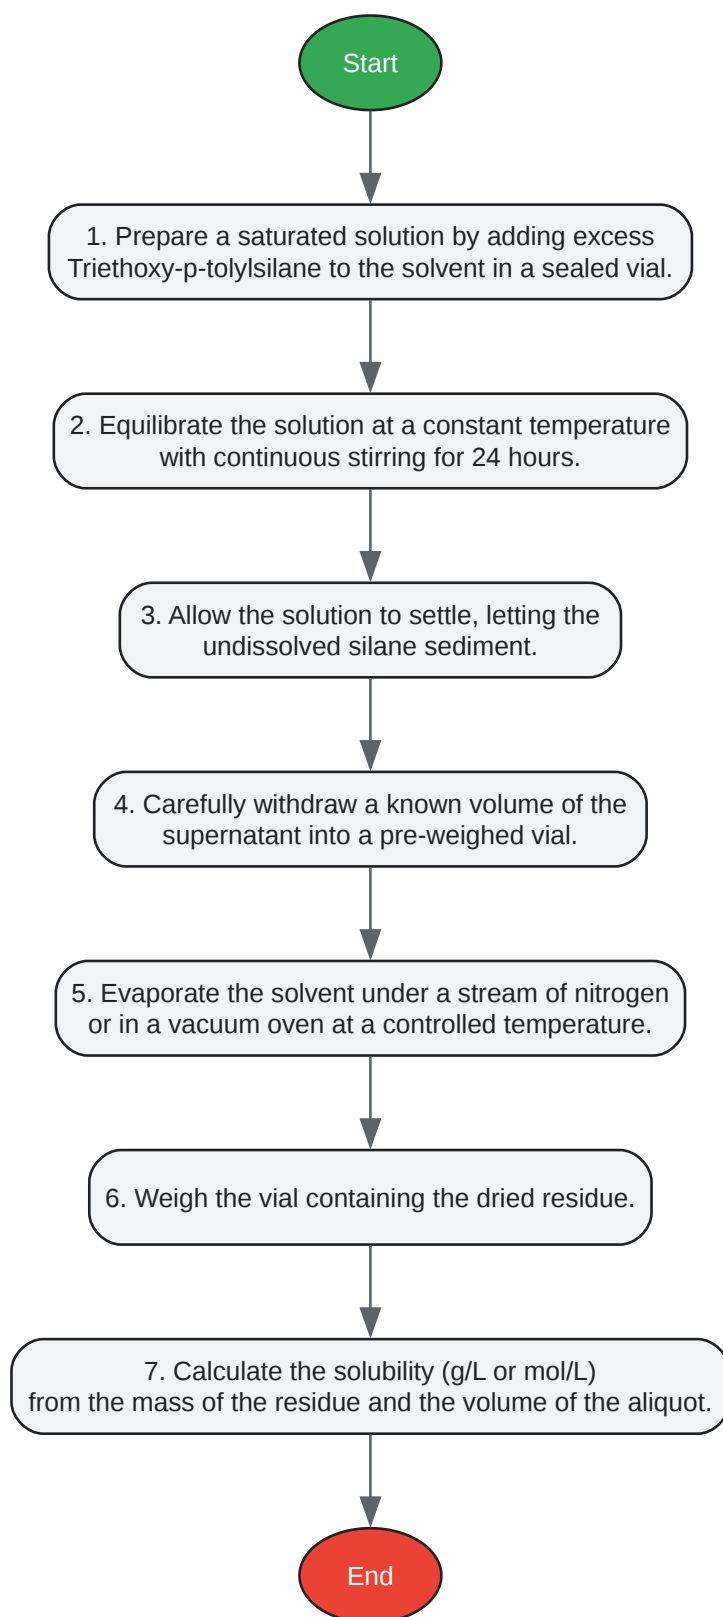 Start
1. Prepare a saturated solution by adding excess
Triethoxy-p-tolylsilane to the solvent in a sealed vial.
2. Equilibrate the solution at a constant temperature
with continuous stirring for 24 hours.
3. Allow the solution to settle, letting the
undissolved silane sediment.
4. Carefully withdraw a known volume of the
supernatant into a pre-weighed vial.
5. Evaporate the solvent under a stream of nitrogen
or in a vacuum oven at a controlled temperature.
6. Weigh the vial containing the dried residue.
7. Calculate the solubility (g/L or mol/L)
from the mass of the residue and the volume of the aliquot.
End